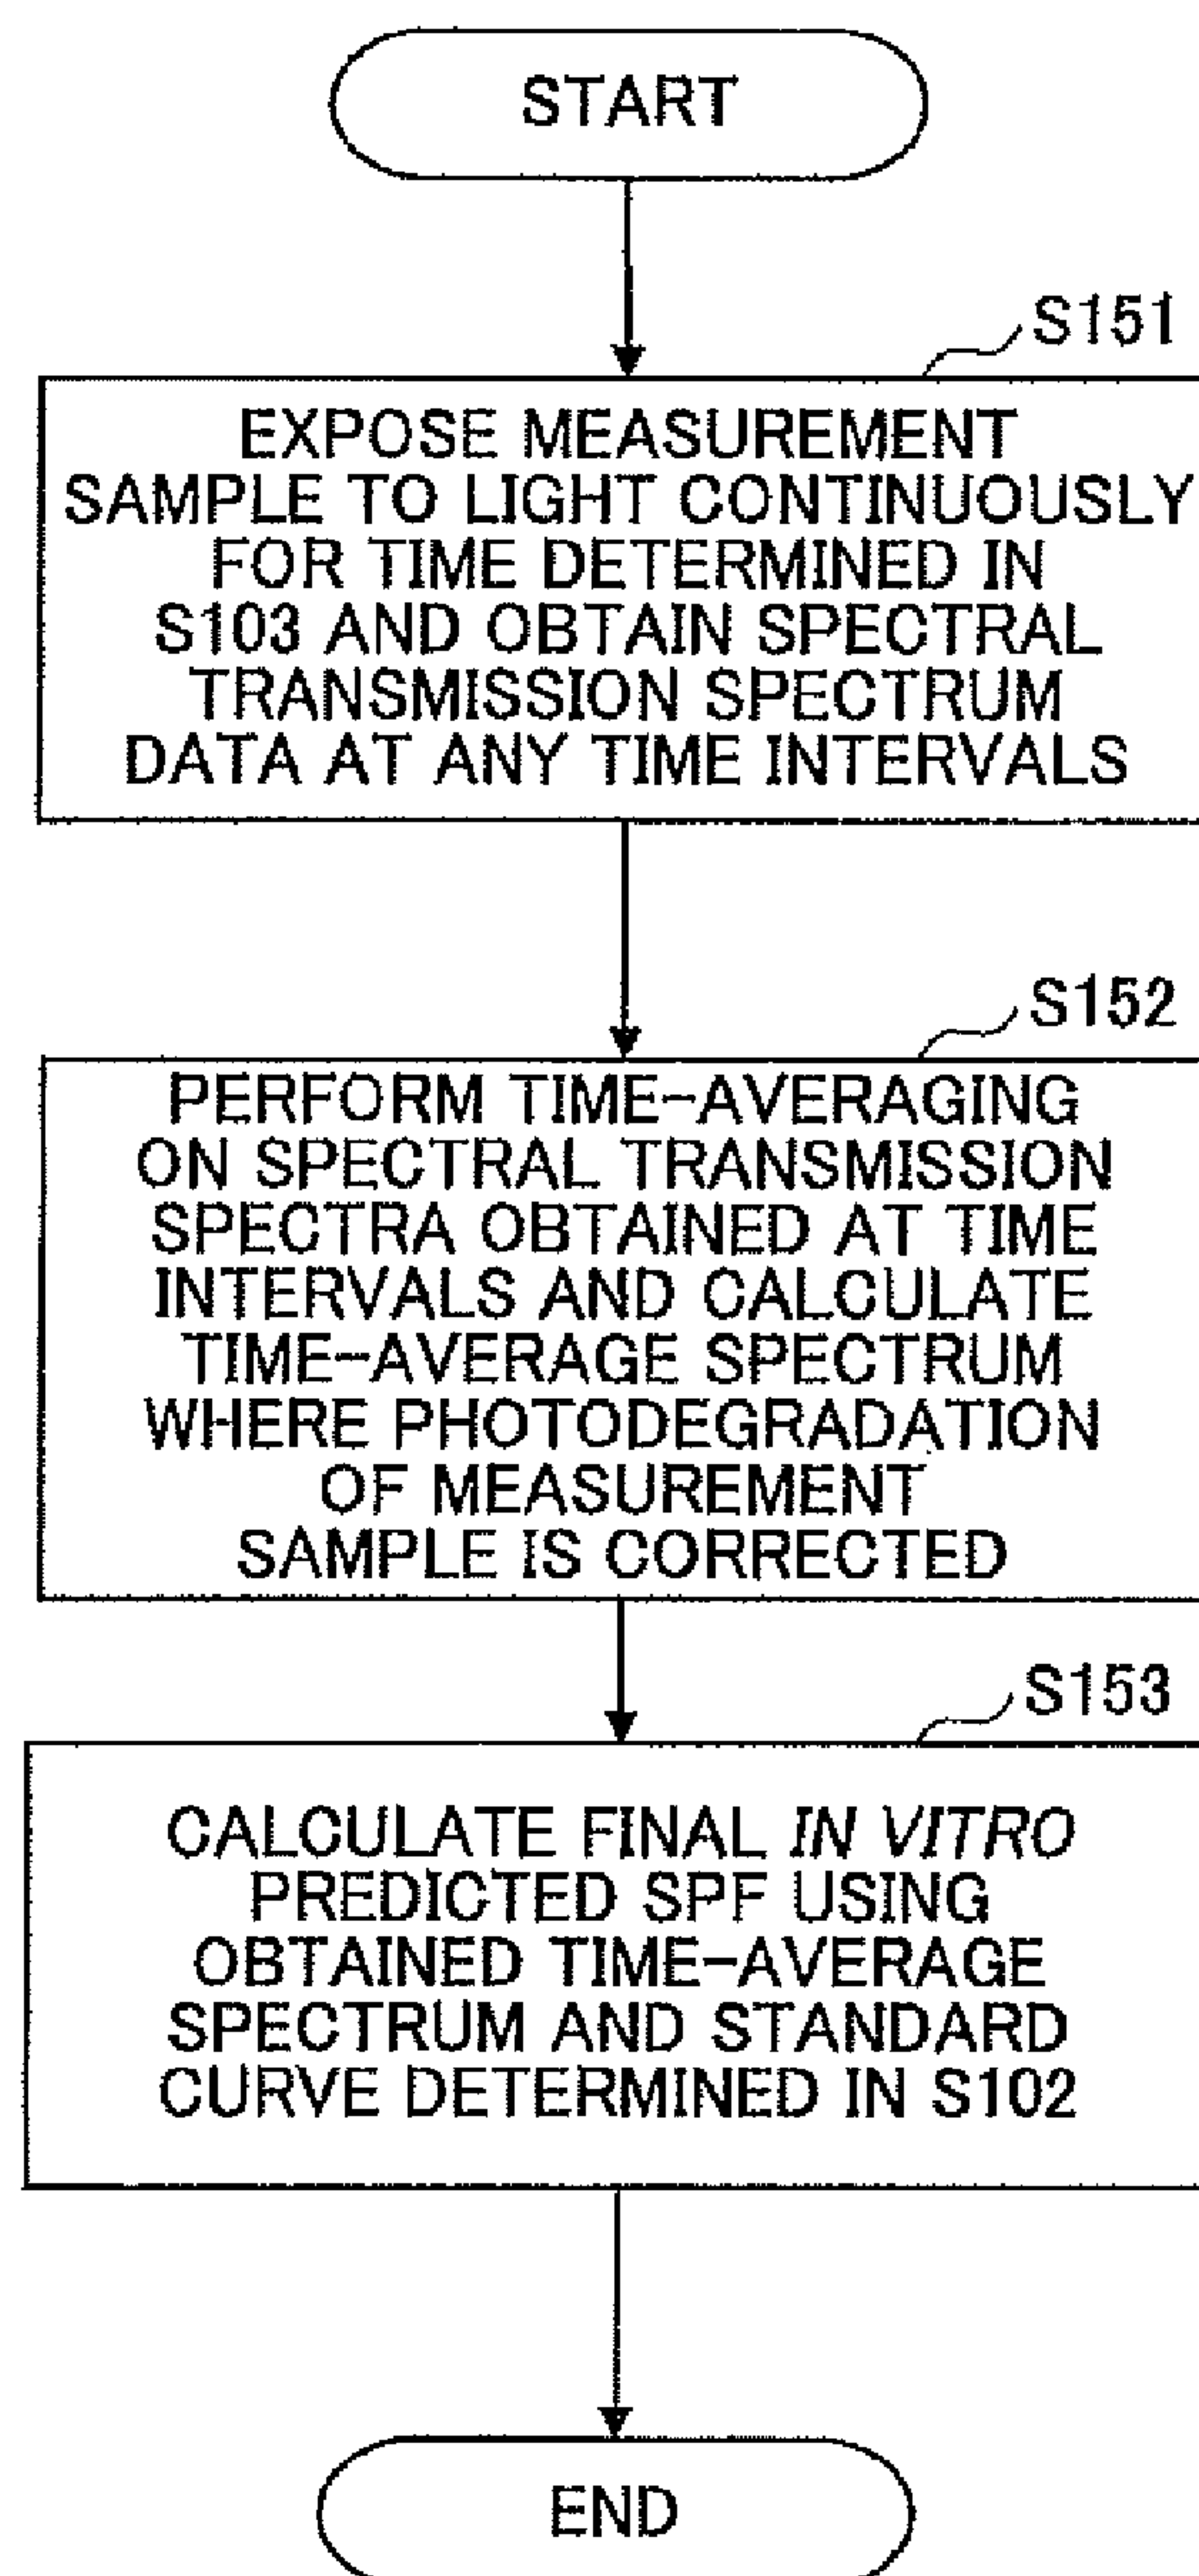 START
S151
EXPOSE MEASUREMENT
SAMPLE TO LIGHT CONTINUOUSLY
FOR TIME DETERMINED IN
S103 AND OBTAIN SPECTRAL
TRANSMISSION SPECTRUM
DATA AT ANY TIME INTERVALS
S152
PERFORM TIME-AVERAGING
ON SPECTRAL TRANSMISSION
SPECTRA OBTAINED AT TIME
INTERVALS AND CALCULATE
TIME-AVERAGE SPECTRUM
WHERE PHOTODEGRADATION
OF MEASUREMENT
SAMPLE IS CORRECTED
S153
CALCULATE FINAL IN VITRO
PREDICTED SPF USING
OBTAINED TIME-AVERAGE
SPECTRUM AND STANDARD
CURVE DETERMINED IN S102
END